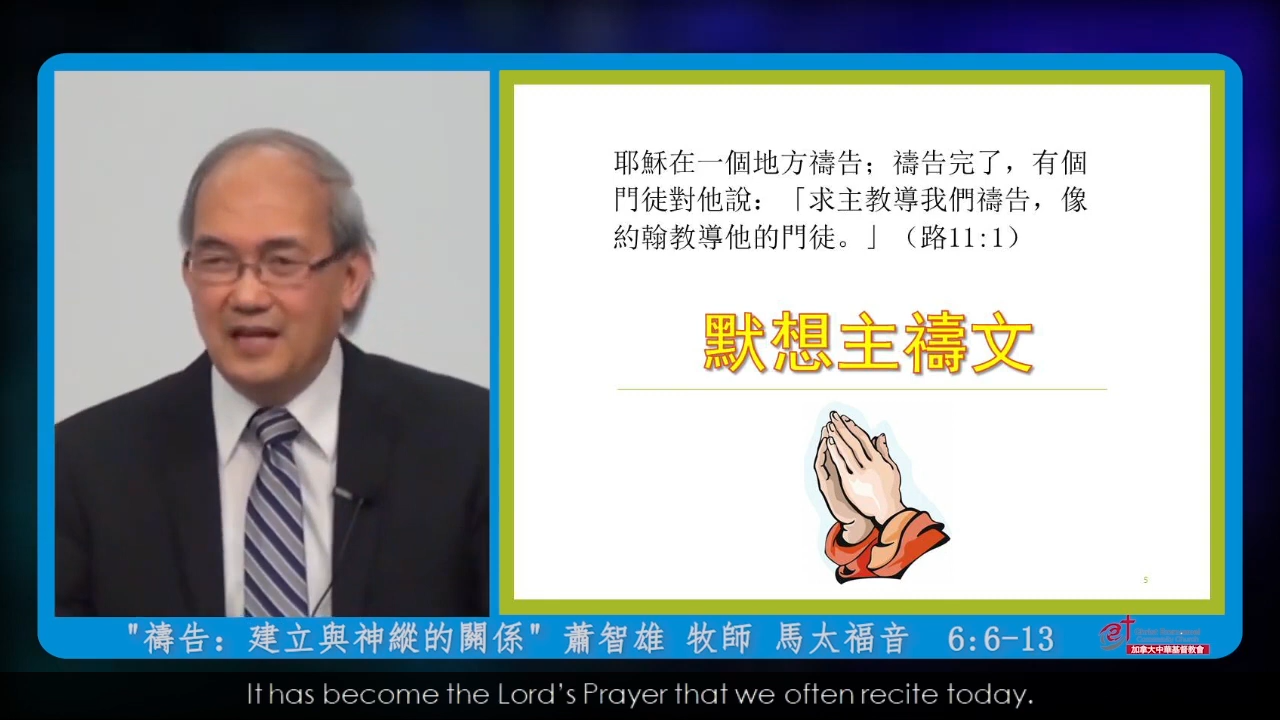 耶穌在一個地方禱告；禱告完了，有個
門徒對他說：「求主教導我們禱告，像
約翰教導他的門徒。」（路11:1）
默想主禱文
5
"禱告：建立與神縱的關係" 蕭智雄 牧師 馬太福音 6:6-13
加拿大中華基督教會
It has become the Lord's Prayer that we often recite today.